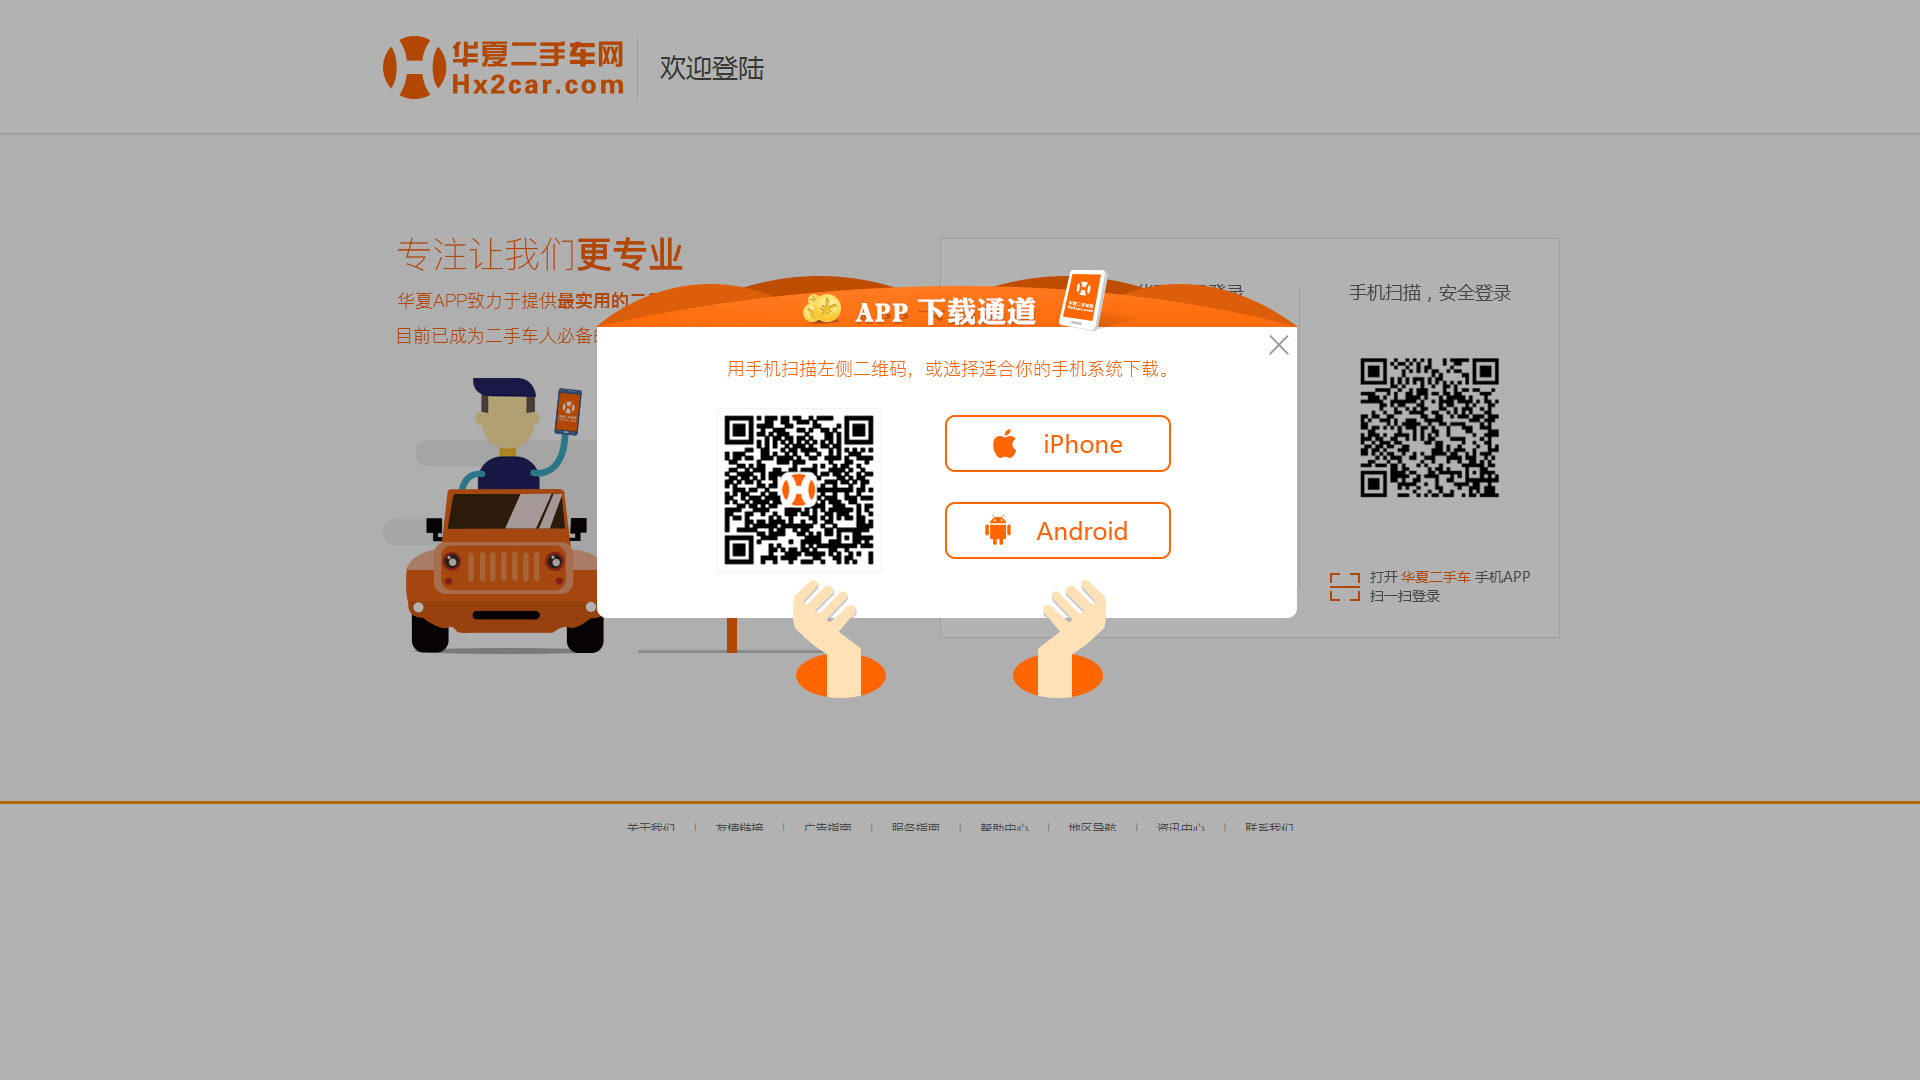 华夏二手车网
Hx2car.com
欢迎登陆
专注让我们更专业
华夏APP致力于提供最实用的二
目前已成为二手车人必备
APP 下载通道
用手机扫描左侧二维码，或选择适合你的手机系统下载。
iPhone
Android
手机扫描，安全登录
打开 华夏二手车 手机APP
扫一扫登录
关于我们 | 友情链接 | 广告指南 | 服务指南 | 帮助中心 | 地区导航 | 资讯中心 | 联系我们